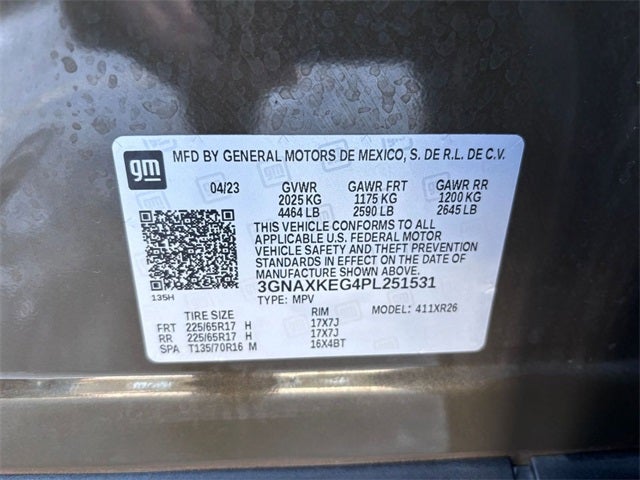 gm MFD BY GENERAL MOTORS DE MEXICO, S. DE R.L. DE C.V.
04/23 GVWR GAWR FRT GAWR RR
2025 KG 1175 KG 1200 KG
4464 LB 2590 LB 2645 LB
THIS VEHICLE CONFORMS TO ALL
APPLICABLE U.S. FEDERAL MOTOR
VEHICLE SAFETY AND THEFT PREVENTION
STANDARDS IN EFFECT ON THE DATE OF
MANUFACTURE SHOWN ABOVE.
3GNAXKEG4PL251531
135H TYPE: MPV MODEL: 411XR26
TIRE SIZE RIM
FRT 225/65R17 H 17X7J
RR 225/65R17 H 17X7J
SPA T135/70R16 M 16X4BT